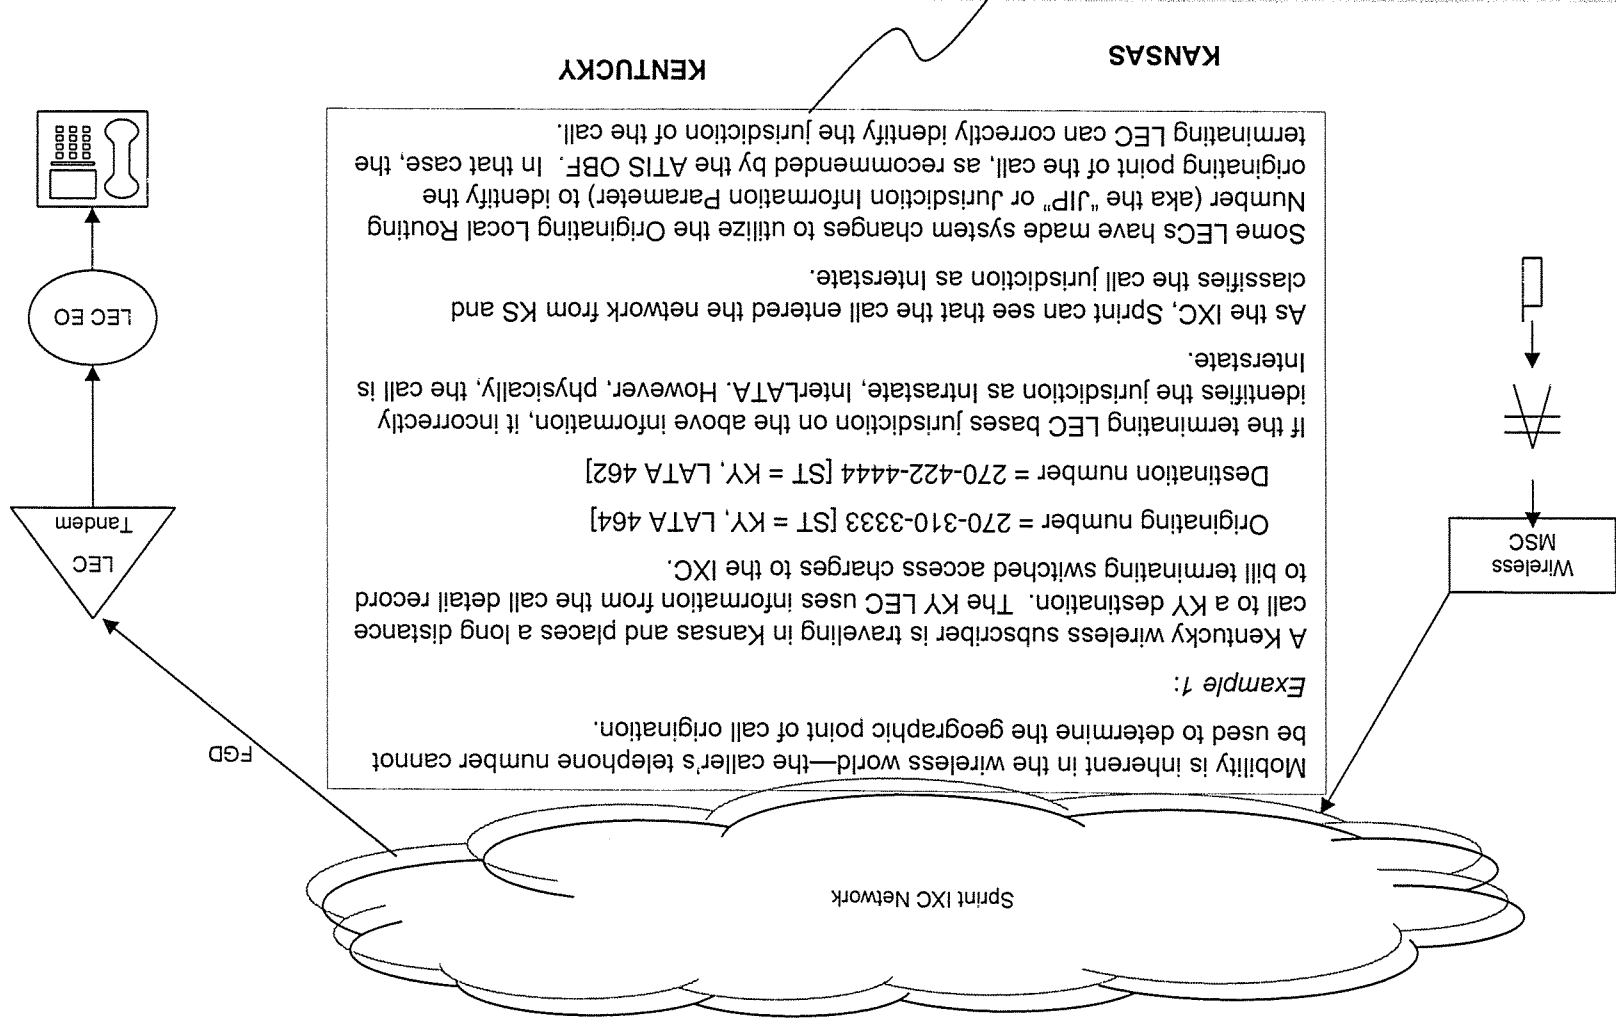 Sprint IXC Network
FGD
Mobility is inherent in the wireless world—the caller's telephone number cannot
be used to determine the geographic point of call origination.
Example 1:
A Kentucky wireless subscriber is traveling in Kansas and places a long distance
call to a KY destination. The KY LEC uses information from the call detail record
to bill terminating switched access charges to the IXC.
Originating number = 270-310-3333 [ST = KY, LATA 464]
Destination number = 270-422-4444 [ST = KY, LATA 462]
If the terminating LEC bases jurisdiction on the above information, it incorrectly
identifies the jurisdiction as Intrastate, InterLATA. However, physically, the call is
Interstate.
As the IXC, Sprint can see that the call entered the network from KS and
classifies the call jurisdiction as Interstate.
Some LECs have made system changes to utilize the Originating Local Routing
Number (aka the "JIP" or Jurisdiction Information Parameter) to identify the
originating point of the call, as recommended by the ATIS OBF. In that case, the
terminating LEC can correctly identify the jurisdiction of the call.
Wireless
MSC
LEC
Tandem
LEC EO
KANSAS
KENTUCKY